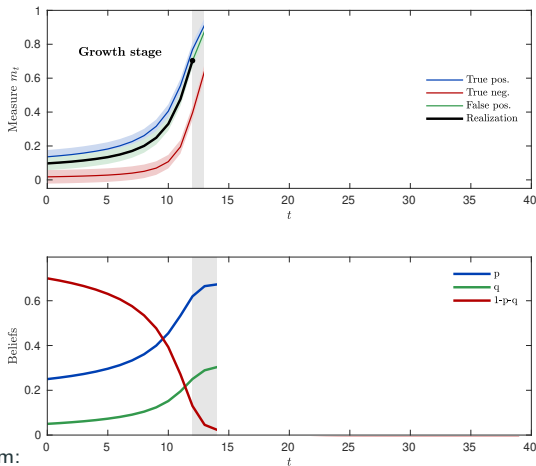 1
0.8
0.6
0.4
0.2
0
Measure m_t
Growth stage
True pos.
True neg.
False pos.
Realization
0 5 10 15 20 25 30 35 40
t
0.6
0.4
0.2
0
Beliefs
p
q
1-p-q
0 5 10 15 20 25 30 35 40
t
m: